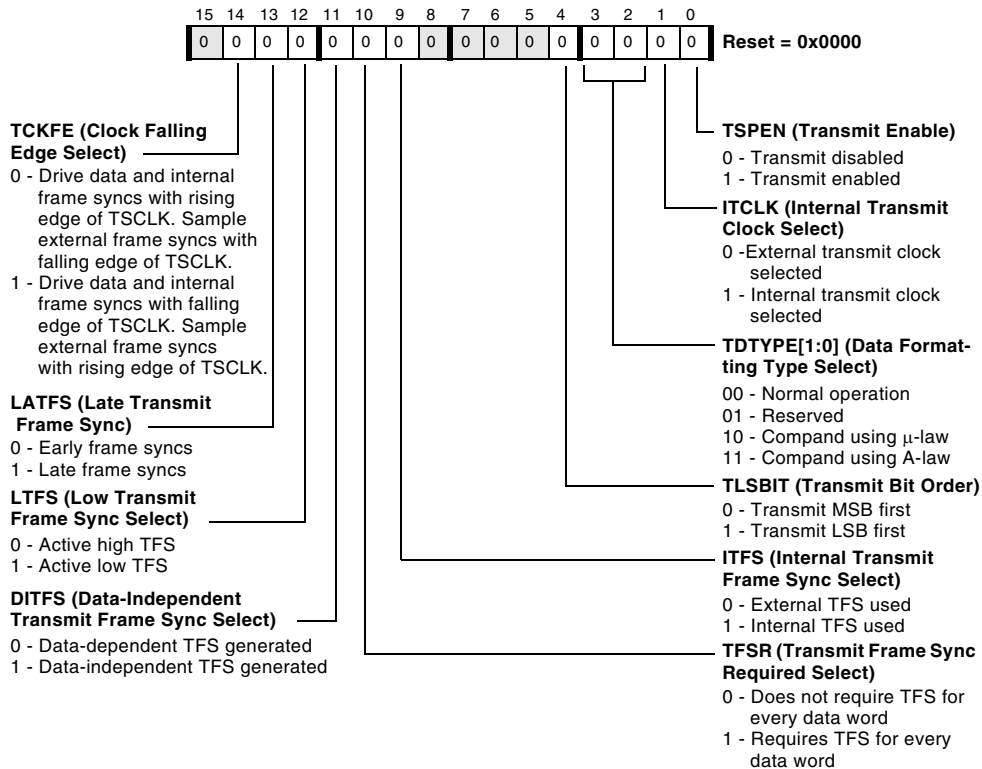 15 14 13 12 11 10 9 8 7 6 5 4 3 2 1 0
0 0 0 0 0 0 0 0 0 0 0 0 0 0 0 0 Reset = 0x0000
TCKFE (Clock Falling
Edge Select)
0 - Drive data and internal
frame syncs with rising
edge of TSCLK. Sample
external frame syncs with
falling edge of TSCLK.
1 - Drive data and internal
frame syncs with falling
edge of TSCLK. Sample
external frame syncs
with rising edge of TSCLK.
LATFS (Late Transmit
Frame Sync)
0 - Early frame syncs
1 - Late frame syncs
LTFS (Low Transmit
Frame Sync Select)
0 - Active high TFS
1 - Active low TFS
DITFS (Data-Independent
Transmit Frame Sync Select)
0 - Data-dependent TFS generated
1 - Data-independent TFS generated
TSPEN (Transmit Enable)
0 - Transmit disabled
1 - Transmit enabled
ITCLK (Internal Transmit
Clock Select)
0 -External transmit clock
selected
1 - Internal transmit clock
selected
TDTYPE[1:0] (Data Format-
ting Type Select)
00 - Normal operation
01 - Reserved
10 - Compand using μ-law
11 - Compand using A-law
TLSBIT (Transmit Bit Order)
0 - Transmit MSB first
1 - Transmit LSB first
ITFS (Internal Transmit
Frame Sync Select)
0 - External TFS used
1 - Internal TFS used
TFSR (Transmit Frame Sync
Required Select)
0 - Does not require TFS for
every data word
1 - Requires TFS for every
data word